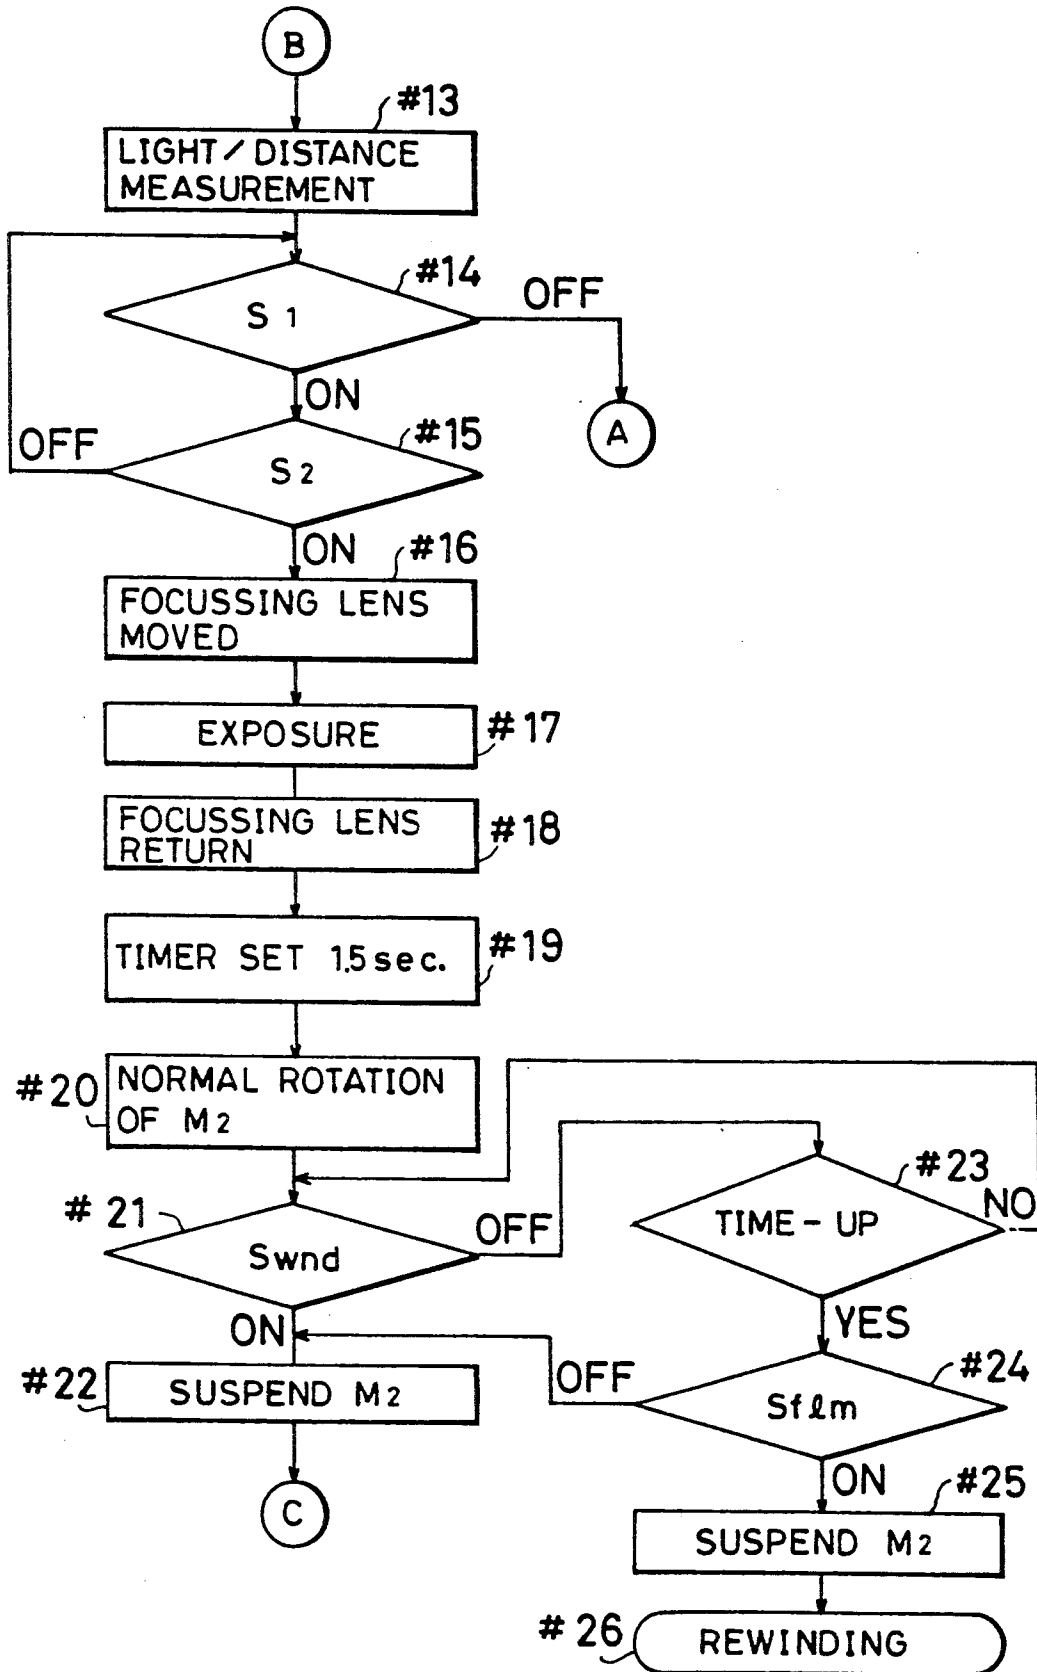 B
#13
LIGHT/DISTANCE
MEASUREMENT
#14
S1
OFF
ON
A
#15
OFF
S2
ON
#16
FOCUSSING LENS
MOVED
EXPOSURE
#17
FOCUSSING LENS
RETURN
#18
TIMER SET 1.5sec.
#19
#20
NORMAL ROTATION
OF M2
#21
Swnd
OFF
#23
TIME-UP
NO
ON
YES
#22
SUSPEND M2
OFF
#24
Sfℓm
ON
C
#25
SUSPEND M2
#26
REWINDING